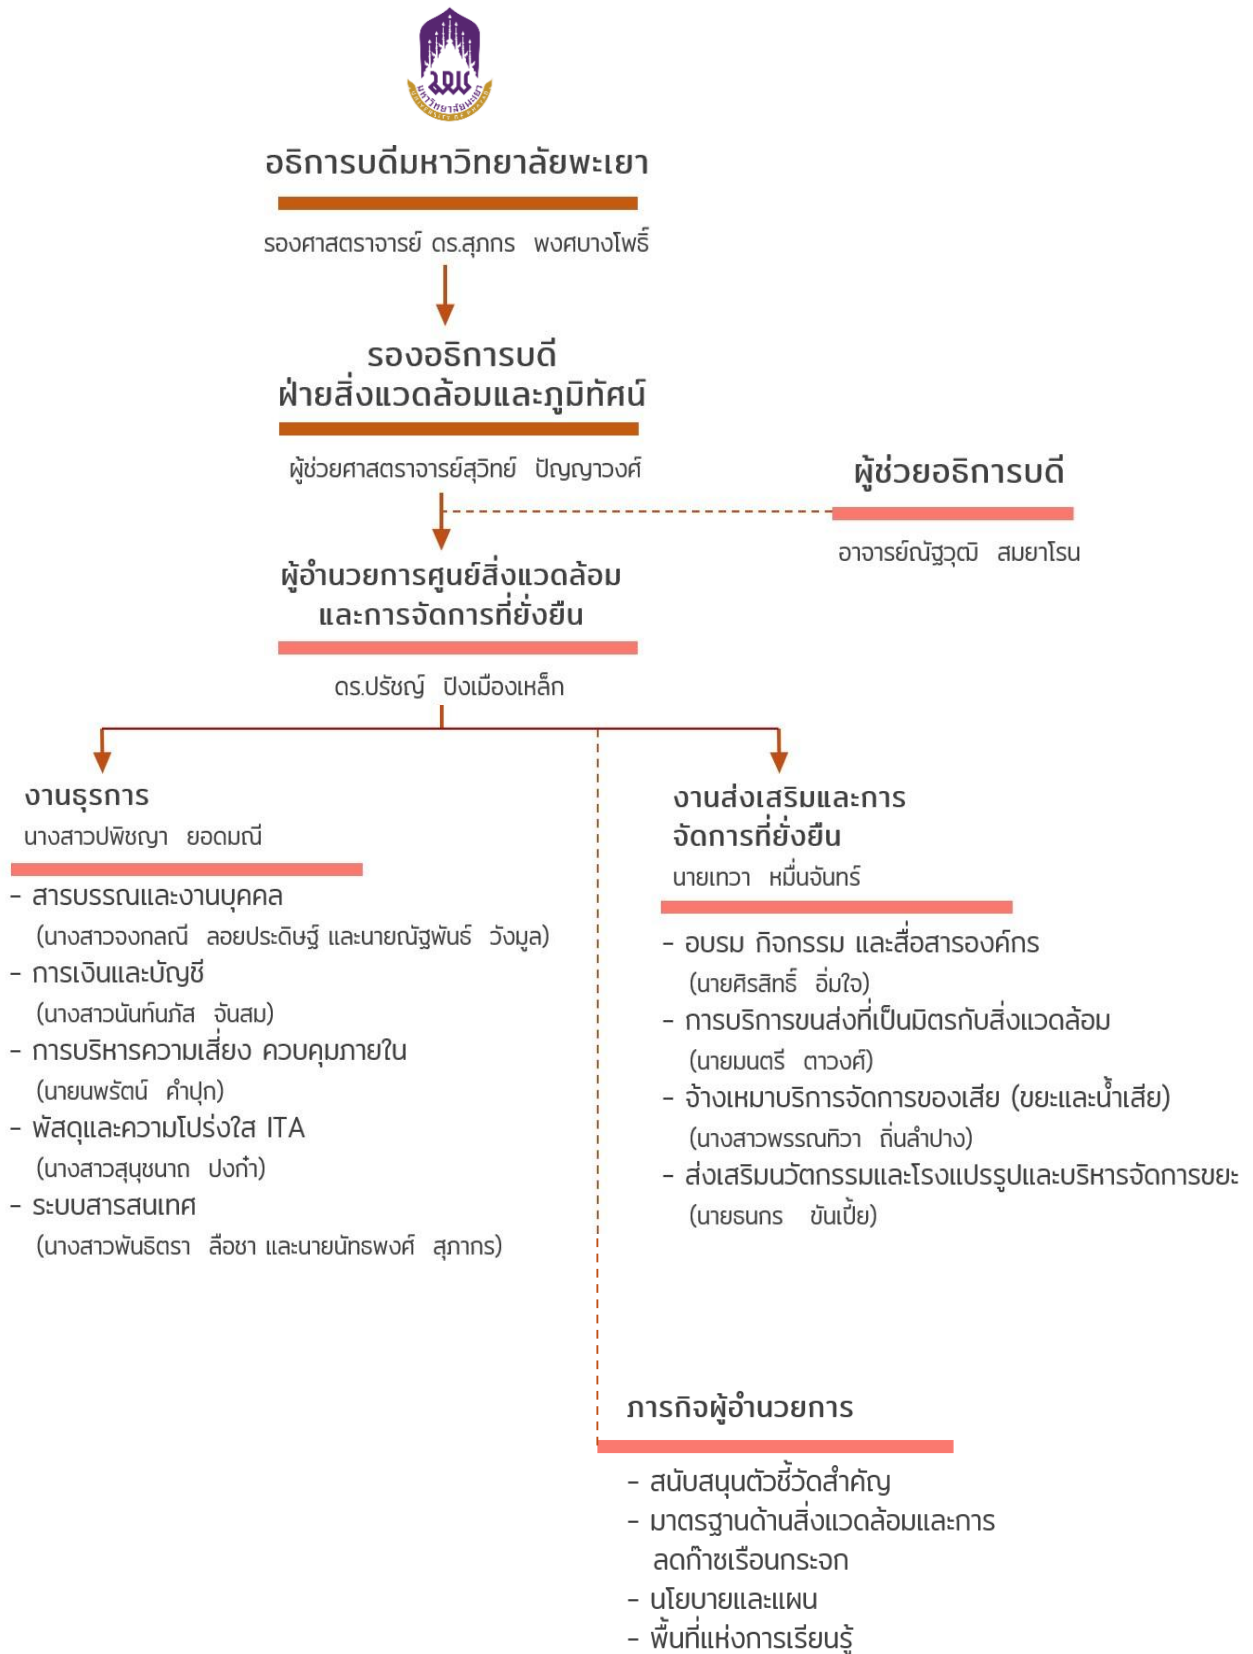 มหาวิทยาลัยพะเยา
UNIVERSITY OF PHAYAO
อธิการบดีมหาวิทยาลัยพะเยา
รองศาสตราจารย์ ดร.สุภกร พงศบางโพธิ์
รองอธิการบดี
ฝ่ายสิ่งแวดล้อมและภูมิทัศน์
ผู้ช่วยศาสตราจารย์สุวิทย์ ปัญญาวงศ์
ผู้ช่วยอธิการบดี
อาจารย์ณัฐวุฒิ สมยาโรน
ผู้อำนวยการศูนย์สิ่งแวดล้อม
และการจัดการที่ยั่งยืน
ดร.ปรัชญ์ ปิงเมืองเหล็ก
งานธุรการ
นางสาวปพิชญา ยอดมณี
- สารบรรณและงานบุคคล
(นางสาวจงกลณี ลอยประดิษฐ์ และนายณัฐพันธ์ วังมูล)
- การเงินและบัญชี
(นางสาวนันท์นภัส จันสม)
- การบริหารความเสี่ยง ควบคุมภายใน
(นายนพรัตน์ คำปุก)
- พัสดุและความโปร่งใส ITA
(นางสาวสุนุชนาถ ปงก๋า)
- ระบบสารสนเทศ
(นางสาวพันธิตรา ลือชา และนายนัทธพงศ์ สุภากร)
งานส่งเสริมและการ
จัดการที่ยั่งยืน
นายเทวา หมื่นจันทร์
- อบรม กิจกรรม และสื่อสารองค์กร
(นายศิรสิทธิ์ อิ่มใจ)
- การบริการขนส่งที่เป็นมิตรกับสิ่งแวดล้อม
(นายมนตรี ตาวงศ์)
- จ้างเหมาบริการจัดการของเสีย (ขยะและน้ำเสีย)
(นางสาวพรรณทิวา ถิ่นลำปาง)
- ส่งเสริมนวัตกรรมและโรงแปรรูปและบริหารจัดการขยะ
(นายธนกร ขันเปี้ย)
ภารกิจผู้อำนวยการ
- สนับสนุนตัวชี้วัดสำคัญ
- มาตรฐานด้านสิ่งแวดล้อมและการ
ลดก๊าซเรือนกระจก
- นโยบายและแผน
- พื้นที่แห่งการเรียนรู้